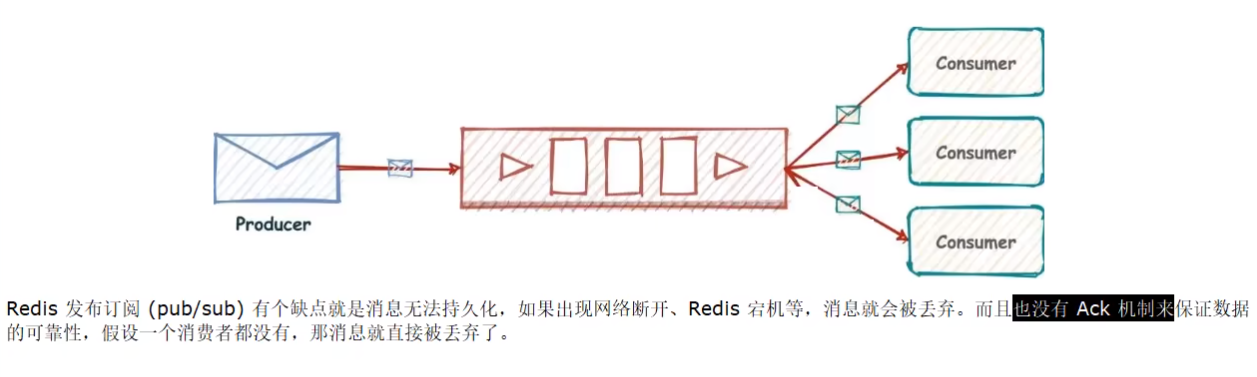 Consumer
Consumer
Producer
Consumer
Redis 发布订阅 (pub/sub) 有个缺点就是消息无法持久化，如果出现网络断开、Redis 宕机等，消息就会被丢弃。而且也没有 Ack 机制来保证数据
的可靠性，假设一个消费者都没有，那消息就直接被丢弃了。